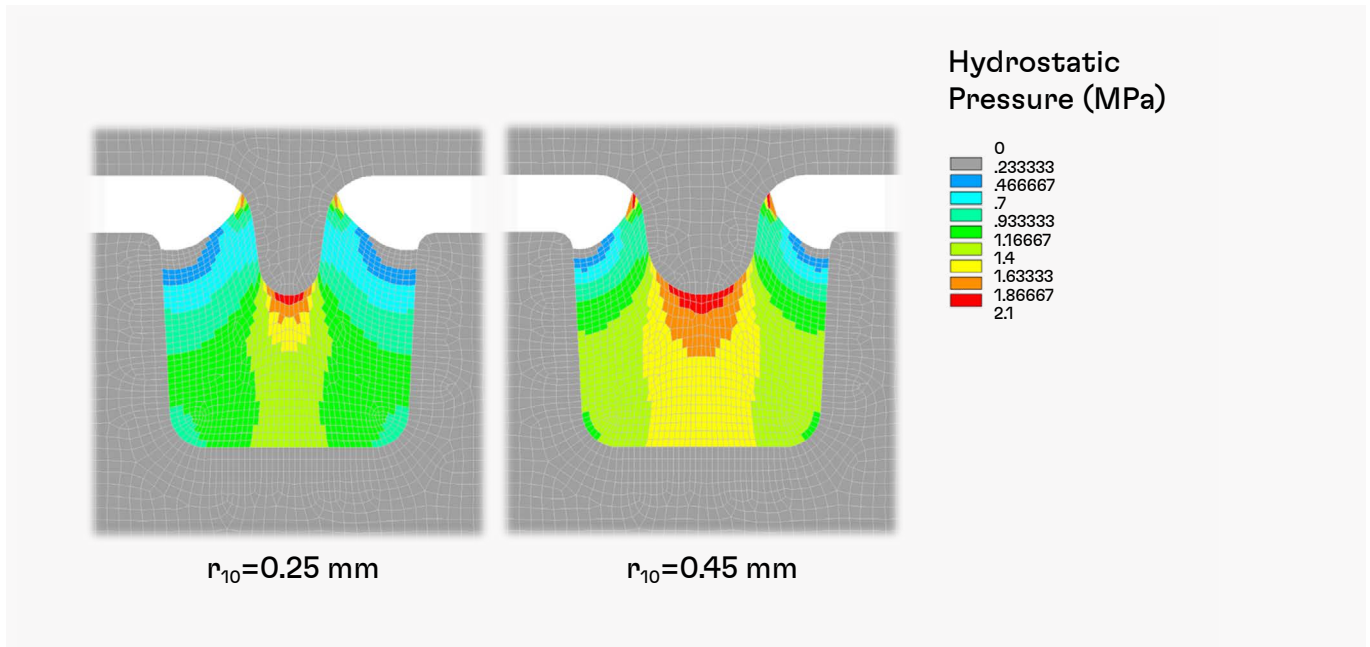 Hydrostatic
Pressure (MPa)
0
.233333
.466667
.7
.933333
1.16667
1.4
1.63333
1.86667
2.1
r₁₀=0.25 mm
r₁₀=0.45 mm